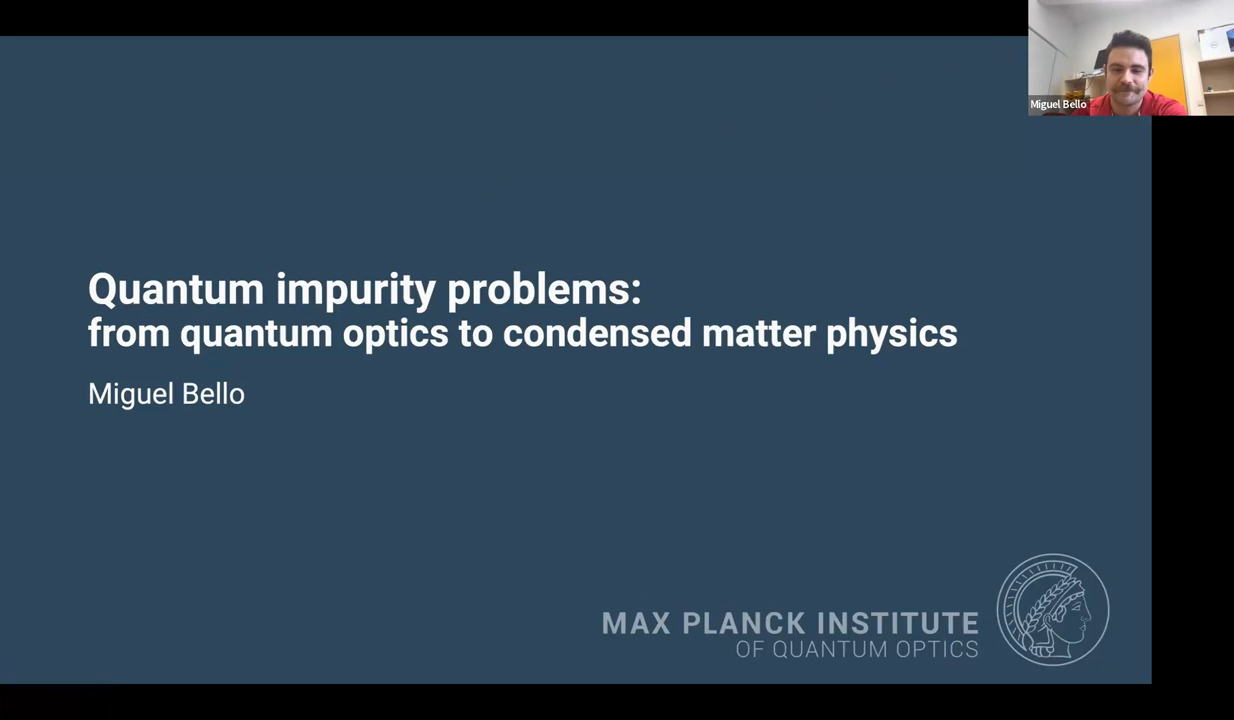 Miguel Bello
Quantum impurity problems:
from quantum optics to condensed matter physics
Miguel Bello
MAX PLANCK INSTITUTE
OF QUANTUM OPTICS